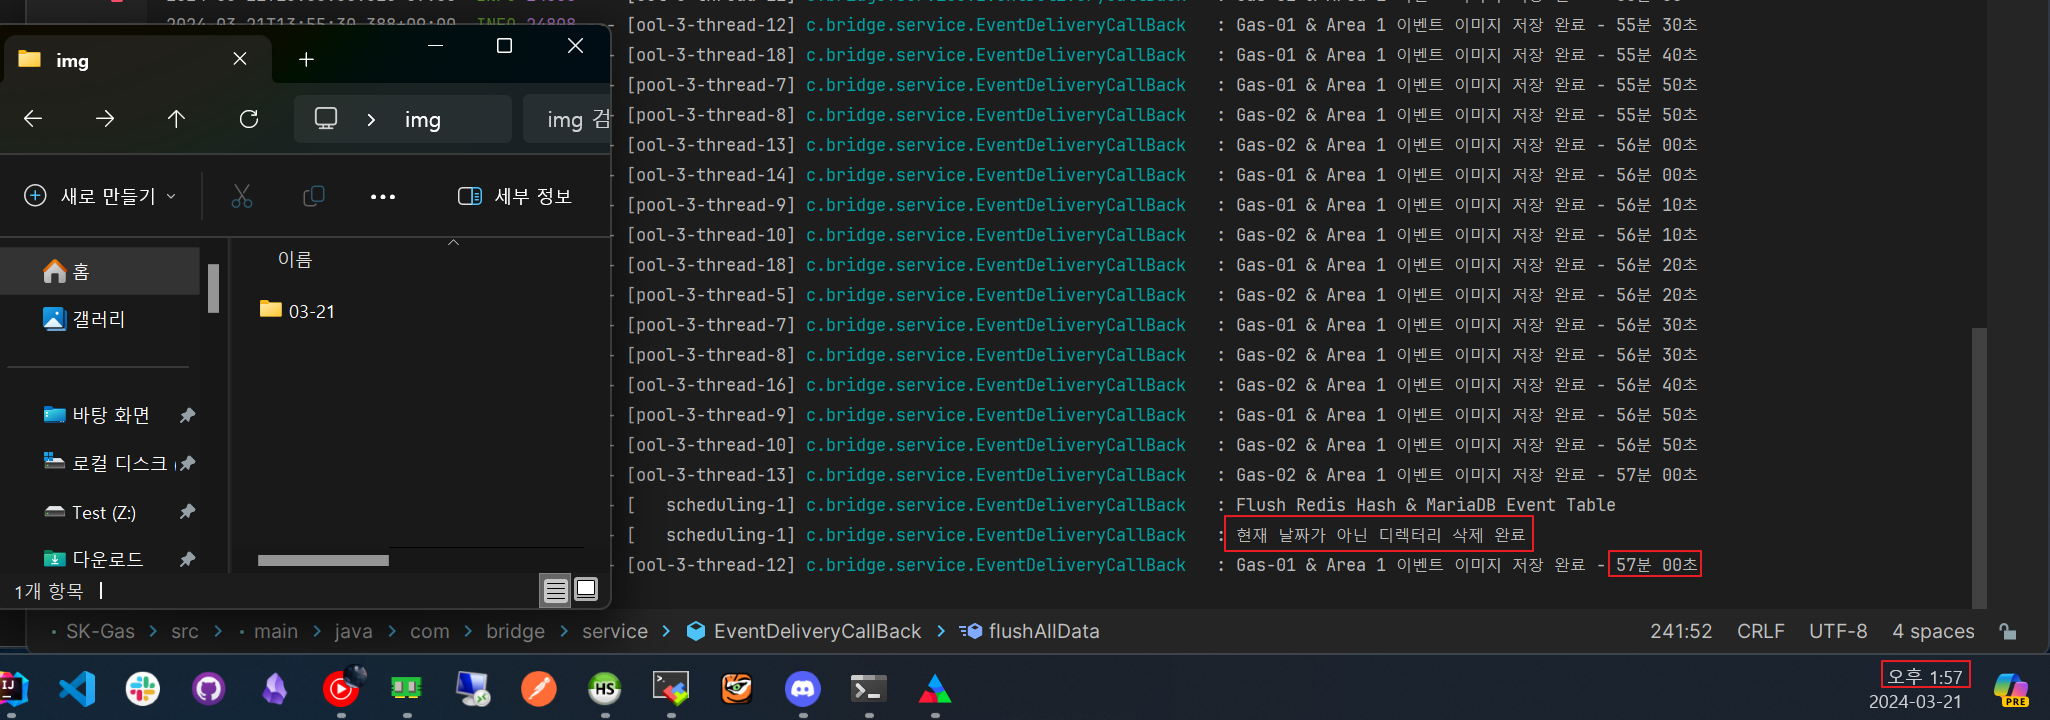 2024-03-21T13:55:30.388+09:00 INFO 24808
img
img
img 검
새로 만들기
세부 정보
이름
홈
갤러리
03-21
바탕 화면
로컬 디스크 (
Test (Z:)
다운로드
1개 항목
[ool-3-thread-12] c.bridge.service.EventDeliveryCallBack : Gas-01 & Area 1 이벤트 이미지 저장 완료 - 55분 30초
[ool-3-thread-18] c.bridge.service.EventDeliveryCallBack : Gas-01 & Area 1 이벤트 이미지 저장 완료 - 55분 40초
[pool-3-thread-7] c.bridge.service.EventDeliveryCallBack : Gas-01 & Area 1 이벤트 이미지 저장 완료 - 55분 50초
[pool-3-thread-8] c.bridge.service.EventDeliveryCallBack : Gas-02 & Area 1 이벤트 이미지 저장 완료 - 55분 50초
[ool-3-thread-13] c.bridge.service.EventDeliveryCallBack : Gas-02 & Area 1 이벤트 이미지 저장 완료 - 56분 00초
[ool-3-thread-14] c.bridge.service.EventDeliveryCallBack : Gas-01 & Area 1 이벤트 이미지 저장 완료 - 56분 00초
[pool-3-thread-9] c.bridge.service.EventDeliveryCallBack : Gas-01 & Area 1 이벤트 이미지 저장 완료 - 56분 10초
[ool-3-thread-10] c.bridge.service.EventDeliveryCallBack : Gas-02 & Area 1 이벤트 이미지 저장 완료 - 56분 10초
[ool-3-thread-18] c.bridge.service.EventDeliveryCallBack : Gas-01 & Area 1 이벤트 이미지 저장 완료 - 56분 20초
[pool-3-thread-5] c.bridge.service.EventDeliveryCallBack : Gas-02 & Area 1 이벤트 이미지 저장 완료 - 56분 20초
[pool-3-thread-7] c.bridge.service.EventDeliveryCallBack : Gas-01 & Area 1 이벤트 이미지 저장 완료 - 56분 30초
[pool-3-thread-8] c.bridge.service.EventDeliveryCallBack : Gas-02 & Area 1 이벤트 이미지 저장 완료 - 56분 30초
[ool-3-thread-16] c.bridge.service.EventDeliveryCallBack : Gas-02 & Area 1 이벤트 이미지 저장 완료 - 56분 40초
[pool-3-thread-9] c.bridge.service.EventDeliveryCallBack : Gas-01 & Area 1 이벤트 이미지 저장 완료 - 56분 50초
[ool-3-thread-10] c.bridge.service.EventDeliveryCallBack : Gas-02 & Area 1 이벤트 이미지 저장 완료 - 56분 50초
[ool-3-thread-13] c.bridge.service.EventDeliveryCallBack : Gas-02 & Area 1 이벤트 이미지 저장 완료 - 57분 00초
[ scheduling-1] c.bridge.service.EventDeliveryCallBack : Flush Redis Hash & MariaDB Event Table
[ scheduling-1] c.bridge.service.EventDeliveryCallBack : 현재 날짜가 아닌 디렉터리 삭제 완료
[ool-3-thread-12] c.bridge.service.EventDeliveryCallBack : Gas-01 & Area 1 이벤트 이미지 저장 완료 - 57분 00초
SK-Gas > src > main > java > com > bridge > service > EventDeliveryCallBack > flushAllData
241:52 CRLF UTF-8 4 spaces
IJ
HS
오후 1:57
2024-03-21
PRE